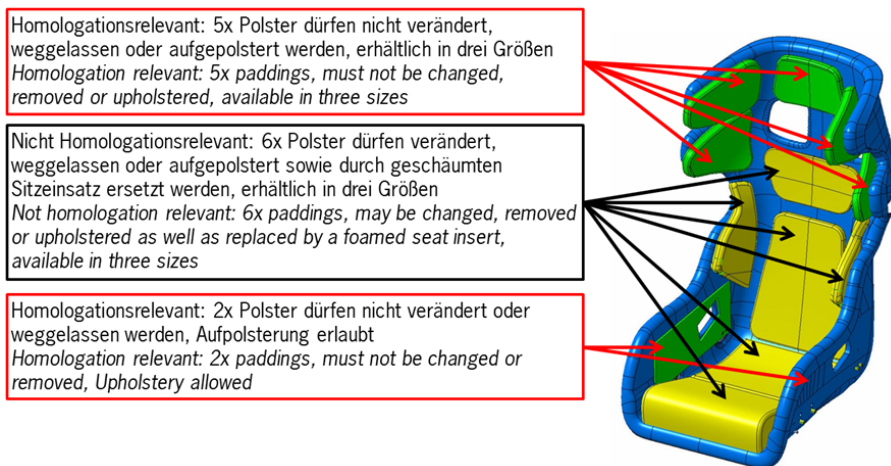 Homologationsrelevant: 5x Polster dürfen nicht verändert,
weggelassen oder aufgepolstert werden, erhältlich in drei Größen
Homologation relevant: 5x paddings, must not be changed,
removed or upholstered, available in three sizes
Nicht Homologationsrelevant: 6x Polster dürfen verändert,
weggelassen oder aufgepolstert sowie durch geschäumten
Sitzeinsatz ersetzt werden, erhältlich in drei Größen
Not homologation relevant: 6x paddings, may be changed, removed
or upholstered as well as replaced by a foamed seat insert,
available in three sizes
Homologationsrelevant: 2x Polster dürfen nicht verändert oder
weggelassen werden, Aufpolsterung erlaubt
Homologation relevant: 2x paddings, must not be changed or
removed, Upholstery allowed